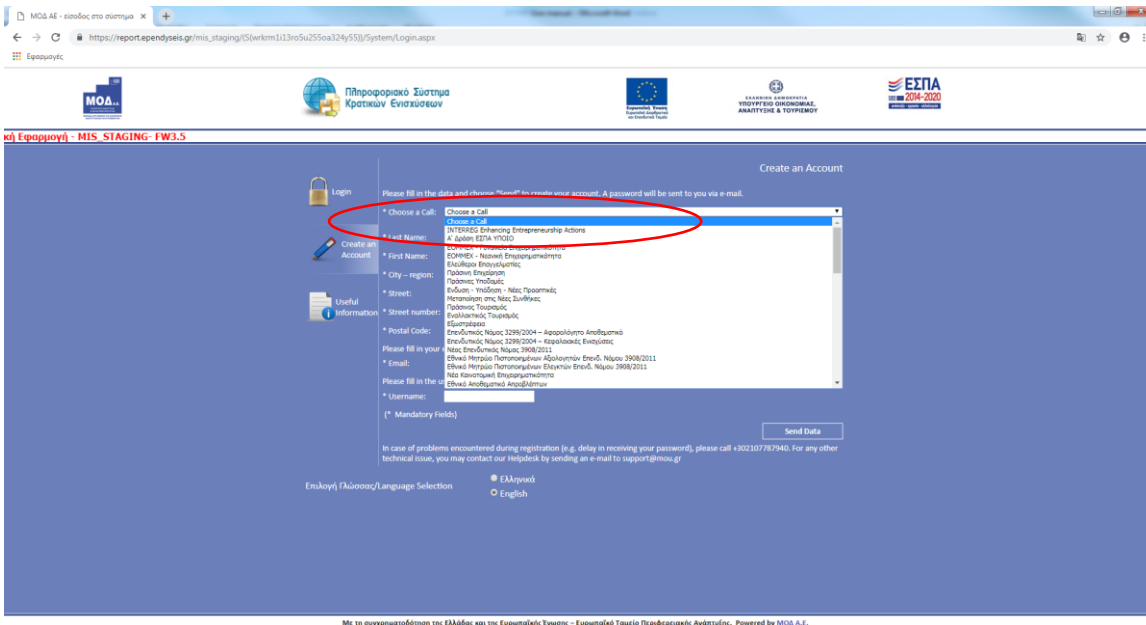 ΜΟΔ ΑΕ - είσοδος στο σύστημα
https://report.ependyseis.gr/mis_staging/(S(wrkrm1i13ro5u255oa324y55))/System/Login.aspx
Εφαρμογές
ΜΟΔ Α.Ε.
Πληροφοριακό Σύστημα
Κρατικών Ενισχύσεων
Ευρωπαϊκή Ένωση
ΕΛΛΗΝΙΚΗ ΔΗΜΟΚΡΑΤΙΑ
ΥΠΟΥΡΓΕΙΟ ΟΙΚΟΝΟΜΙΑΣ,
ΑΝΑΠΤΥΞΗΣ & ΤΟΥΡΙΣΜΟΥ
ΕΣΠΑ
2014-2020
κή Εφαρμογή - MIS_STAGING- FW3.5
Create an Account
Login
Please fill in the data and choose "Send" to create your account. A password will be sent to you via e-mail.
* Choose a Call: Choose a Call
Choose a Call
INTERREG Enhancing Entrepreneurship Actions
* Last Name: Α' Δράση ΕΣΠΑ ΥΠΟΙΟ
Create an Account
ΕΟΜΜΕΧ - Γυναικεία Επιχειρηματικότητα
* First Name: ΕΟΜΜΕΧ - Νεανική Επιχειρηματικότητα
Ελεύθεροι Επαγγελματίες
* City – region: Πράσινη Επιχείρηση
Πράσινες Υποδομές
* Street: Ενδυση - Υπόδηση - Νέες Προοπτικές
Μεταποίηση στις Νέες Συνθήκες
Useful Information
Πράσινος Τουρισμός
* Street number: Εναλλακτικός Τουρισμός
Εξωστρέφεια
* Postal Code: Επενδυτικός Νόμος 3299/2004 – Αφορολόγητο Αποθεματικό
Επενδυτικός Νόμος 3299/2004 – Κεφαλαιακές Ενισχύσεις
Please fill in your e Νέος Επενδυτικός Νόμος 3908/2011
* Email: Εθνικό Μητρώο Πιστοποιημένων Αξιολογητών Επενδ. Νόμου 3908/2011
Εθνικό Μητρώο Πιστοποιημένων Ελεγκτών Επενδ. Νόμου 3908/2011
Νέα Καινοτομική Επιχειρηματικότητα
Please fill in the us Εθνικό Αποθεματικό Απροβλέπτων
* Username:
(* Mandatory Fields)
Send Data
In case of problems encountered during registration (e.g. delay in receiving your password), please call +302107787940. For any other
technical issue, you may contact our Helpdesk by sending an e-mail to support@mou.gr
Επιλογή Γλώσσας/Language Selection
Ελληνικά
English
Με τη συγχρηματοδότηση της Ελλάδας και της Ευρωπαϊκής Ένωσης – Ευρωπαϊκό Ταμείο Περιφερειακής Ανάπτυξης. Powered by ΜΟΔ Α.Ε.